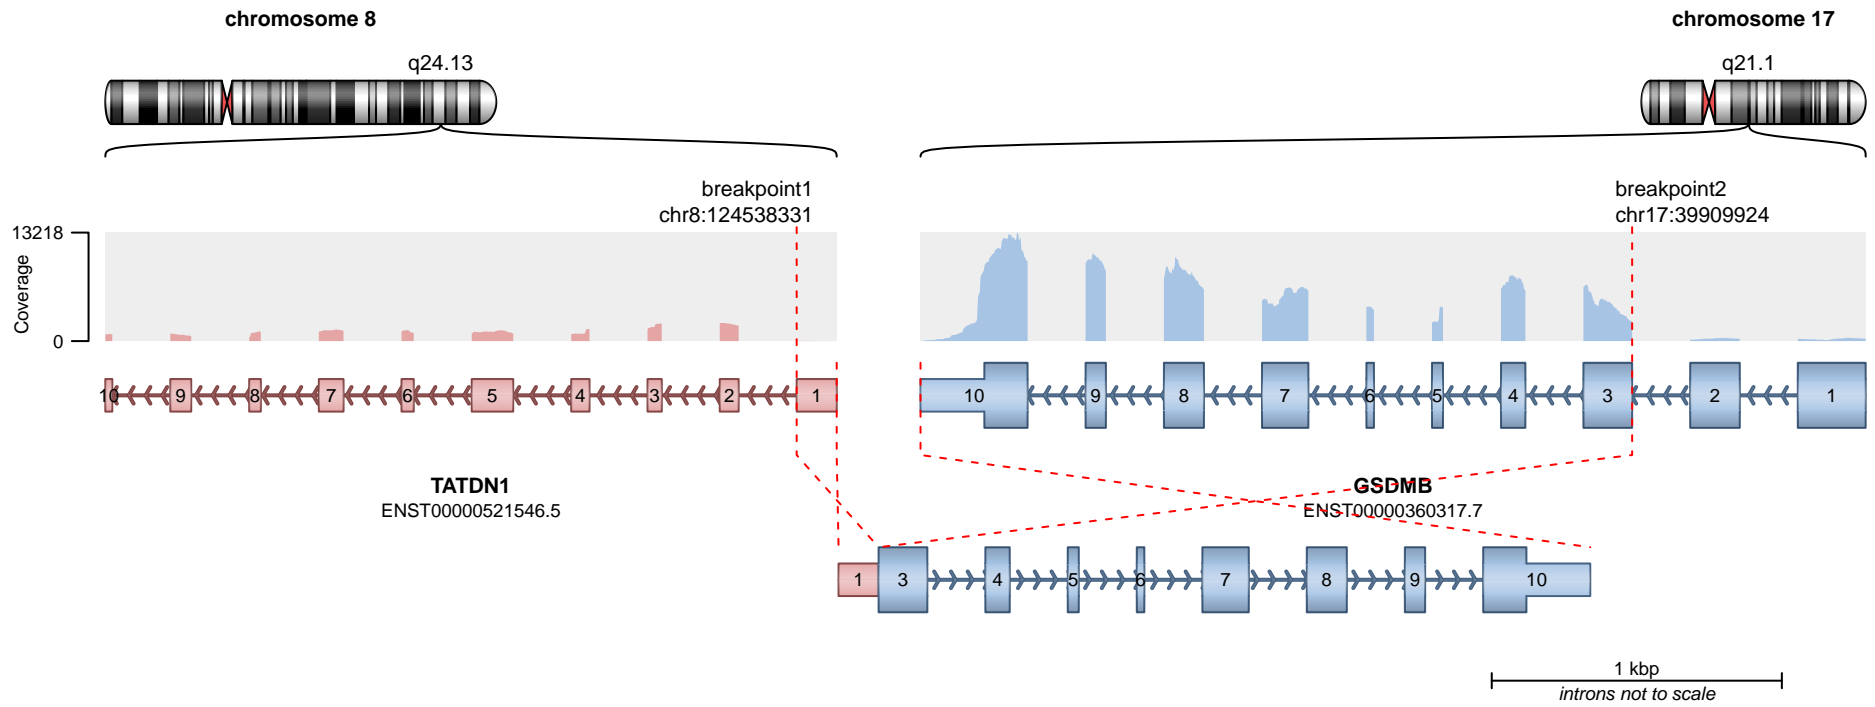 chromosome 8
chromosome 17
q24.13
q21.1
breakpoint1
chr8:124538331
breakpoint2
chr17:39909924
13218
Coverage
0
10 9 8 7 6 5 4 3 2 1
10 9 8 7 6 5 4 3 2 1
TATDN1
ENST00000521546.5
GSDMB
ENST00000360317.7
1 3 4 5 6 7 8 9 10
1 kbp
introns not to scale